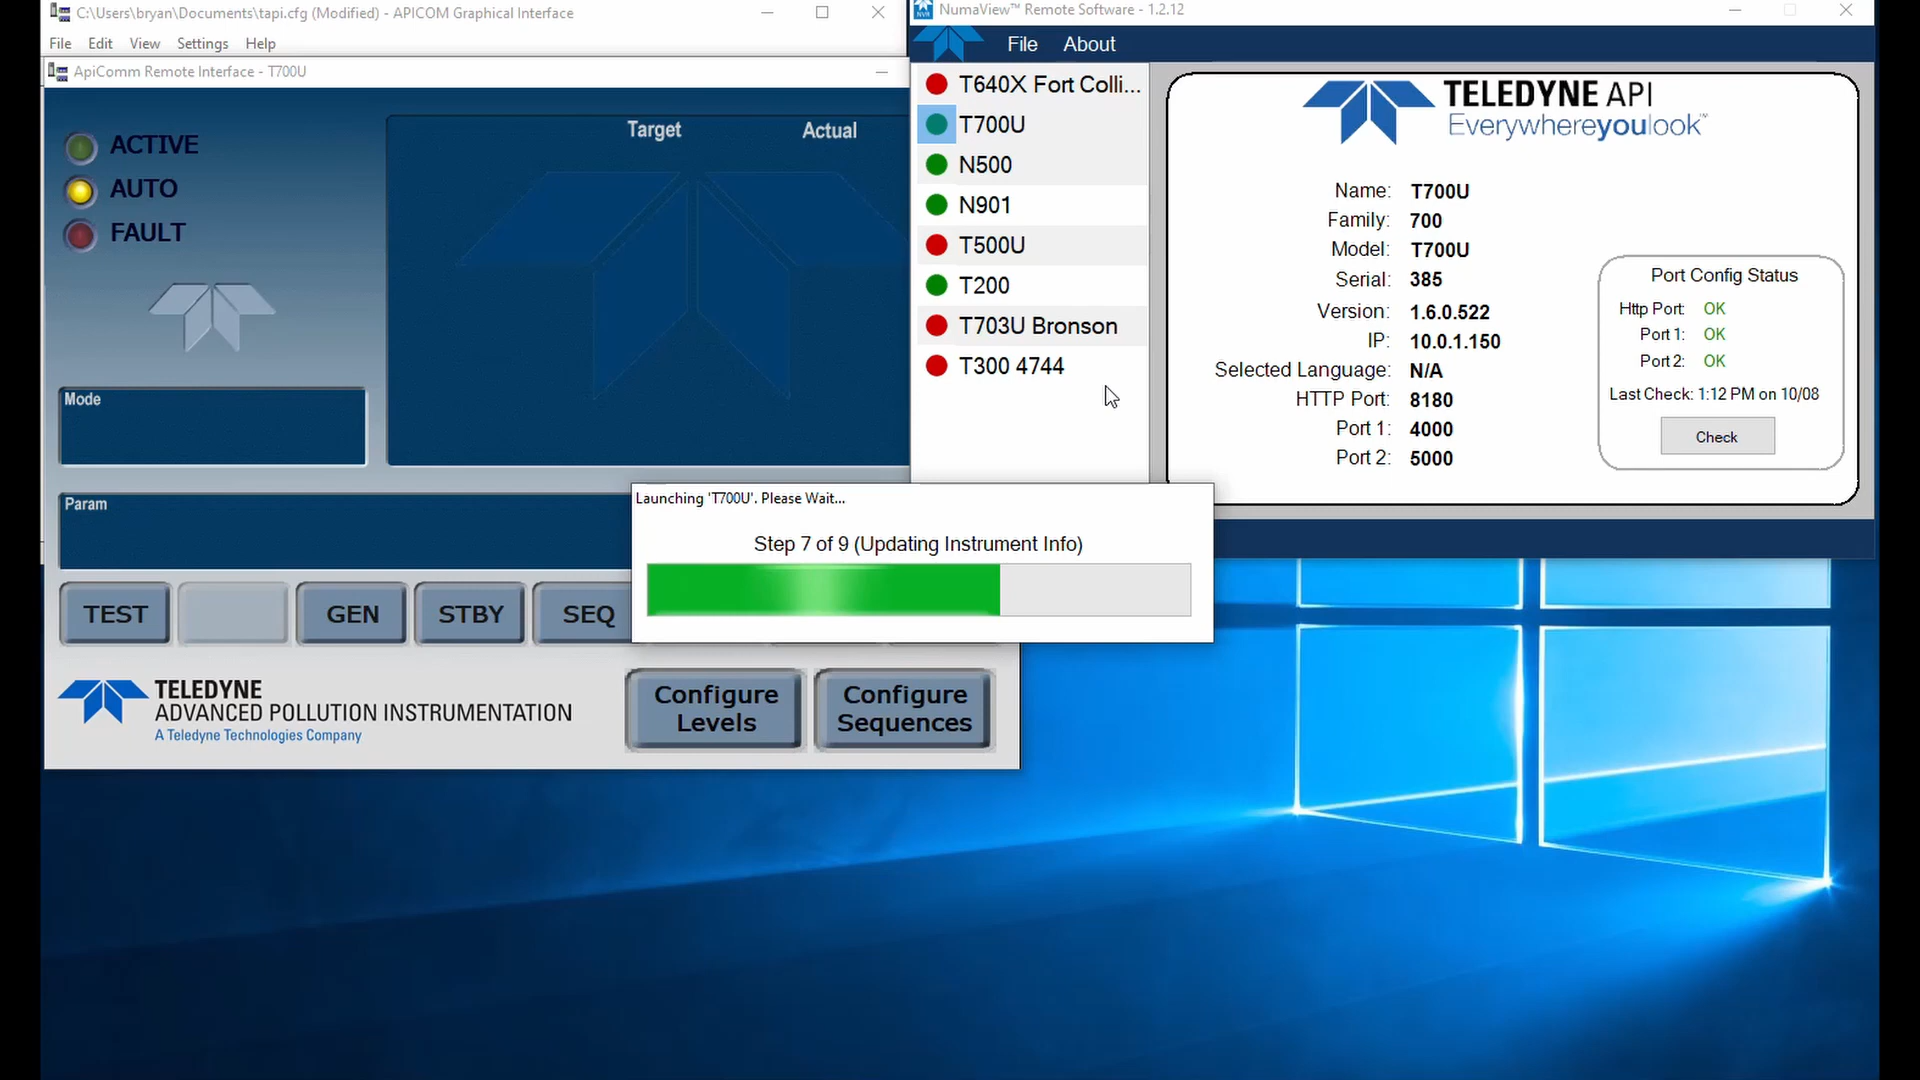 C:\Users\bryan\Documents\tapi.cfg (Modified) - APICOM Graphical Interface
File Edit View Settings Help
ApiComm Remote Interface - T700U
ACTIVE
AUTO
FAULT
Target Actual
Mode
Param
TEST GEN STBY SEQ
TELEDYNE
ADVANCED POLLUTION INSTRUMENTATION
A Teledyne Technologies Company
Configure
Levels
Configure
Sequences
NumaView™ Remote Software - 1.2.12
File About
T640X Fort Colli...
T700U
N500
N901
T500U
T200
T703U Bronson
T300 4744
TELEDYNE API
Everywhereyoulook™
Name: T700U
Family: 700
Model: T700U
Serial: 385
Version: 1.6.0.522
IP: 10.0.1.150
Selected Language: N/A
HTTP Port: 8180
Port 1: 4000
Port 2: 5000
Port Config Status
Http Port: OK
Port 1: OK
Port 2: OK
Last Check: 1:12 PM on 10/08
Check
Launching 'T700U'. Please Wait...
Step 7 of 9 (Updating Instrument Info)